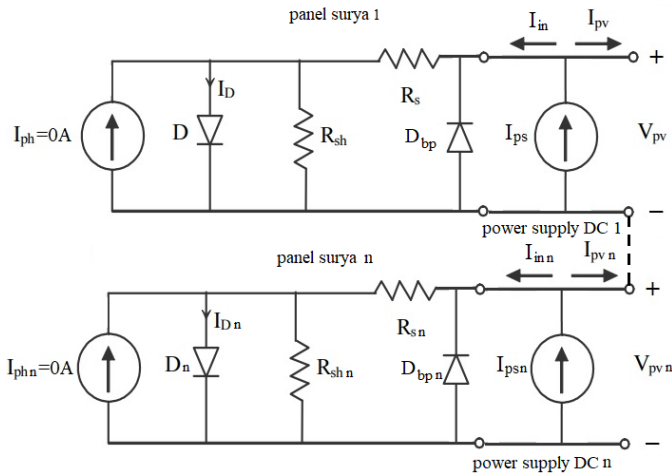 panel surya 1
I_in I_pv
+
I_D
R_s
I_ph=0A
D
R_sh
D_bp
I_ps
V_pv
−
power supply DC 1
panel surya n
I_in n I_pv n
+
I_D n
R_s n
I_ph n=0A
D_n
R_sh n
D_bp n
I_psn
V_pv n
−
power supply DC n